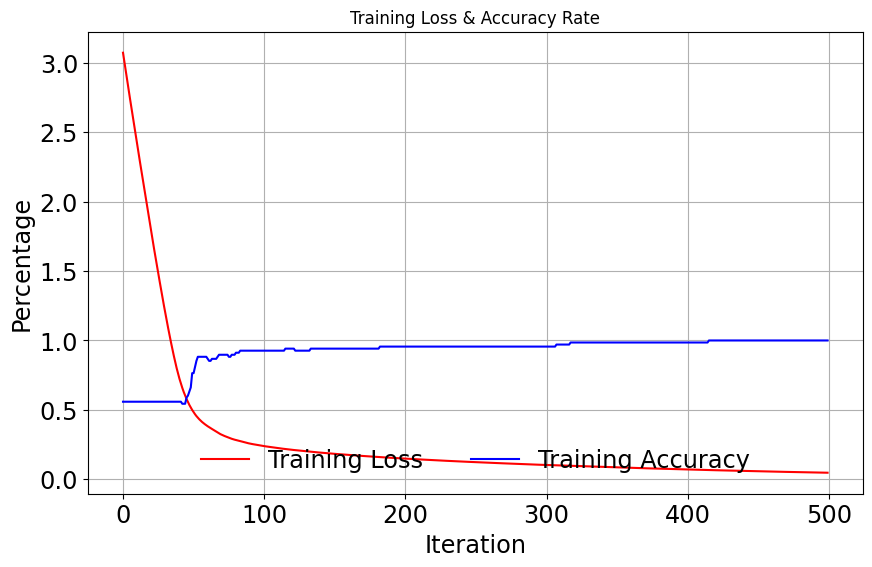 Training Loss & Accuracy Rate
Percentage
3.0
2.5
2.0
1.5
1.0
0.5
0.0
Training Loss
Training Accuracy
0 100 200 300 400 500
Iteration